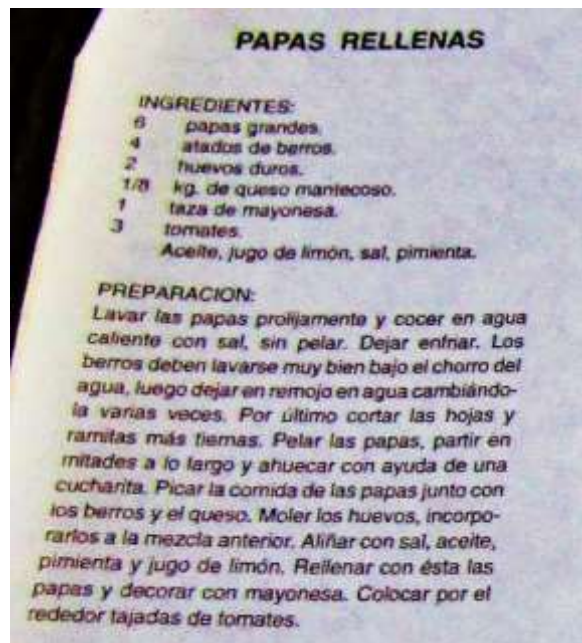 PAPAS RELLENAS
INGREDIENTES:
6 papas grandes.
4 atados de berros.
2 huevos duros.
1/8 kg. de queso mantecoso.
1 taza de mayonesa.
3 tomates.
Aceite, jugo de limón, sal, pimienta.
PREPARACION:
Lavar las papas prolijamente y cocer en agua
caliente con sal, sin pelar. Dejar enfriar. Los
berros deben lavarse muy bien bajo el chorro del
agua, luego dejar en remojo en agua cambiándo-
la varias veces. Por último cortar las hojas y
ramitas más tiernas. Pelar las papas, partir en
mitades a lo largo y ahuecar con ayuda de una
cucharita. Picar la comida de las papas junto con
los berros y el queso. Moler los huevos, incorpo-
rarlos a la mezcla anterior. Aliñar con sal, aceite,
pimienta y jugo de limón. Rellenar con ésta las
papas y decorar con mayonesa. Colocar por el
rededor tajadas de tomates.